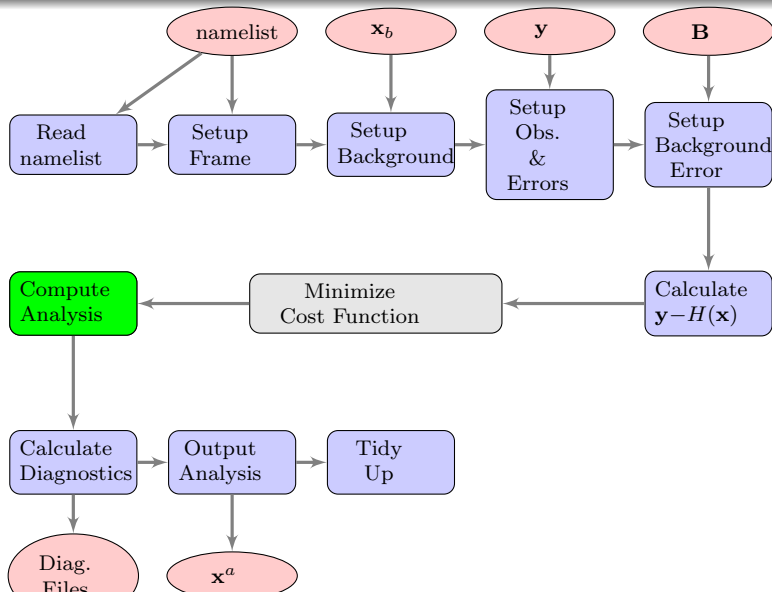 namelist
x_b
y
B
Read
namelist
Setup
Frame
Setup
Background
Setup
Obs.
&
Errors
Setup
Background
Error
Compute
Analysis
Minimize
Cost Function
Calculate
y−H(x)
Calculate
Diagnostics
Output
Analysis
Tidy
Up
Diag.
Files
x^a